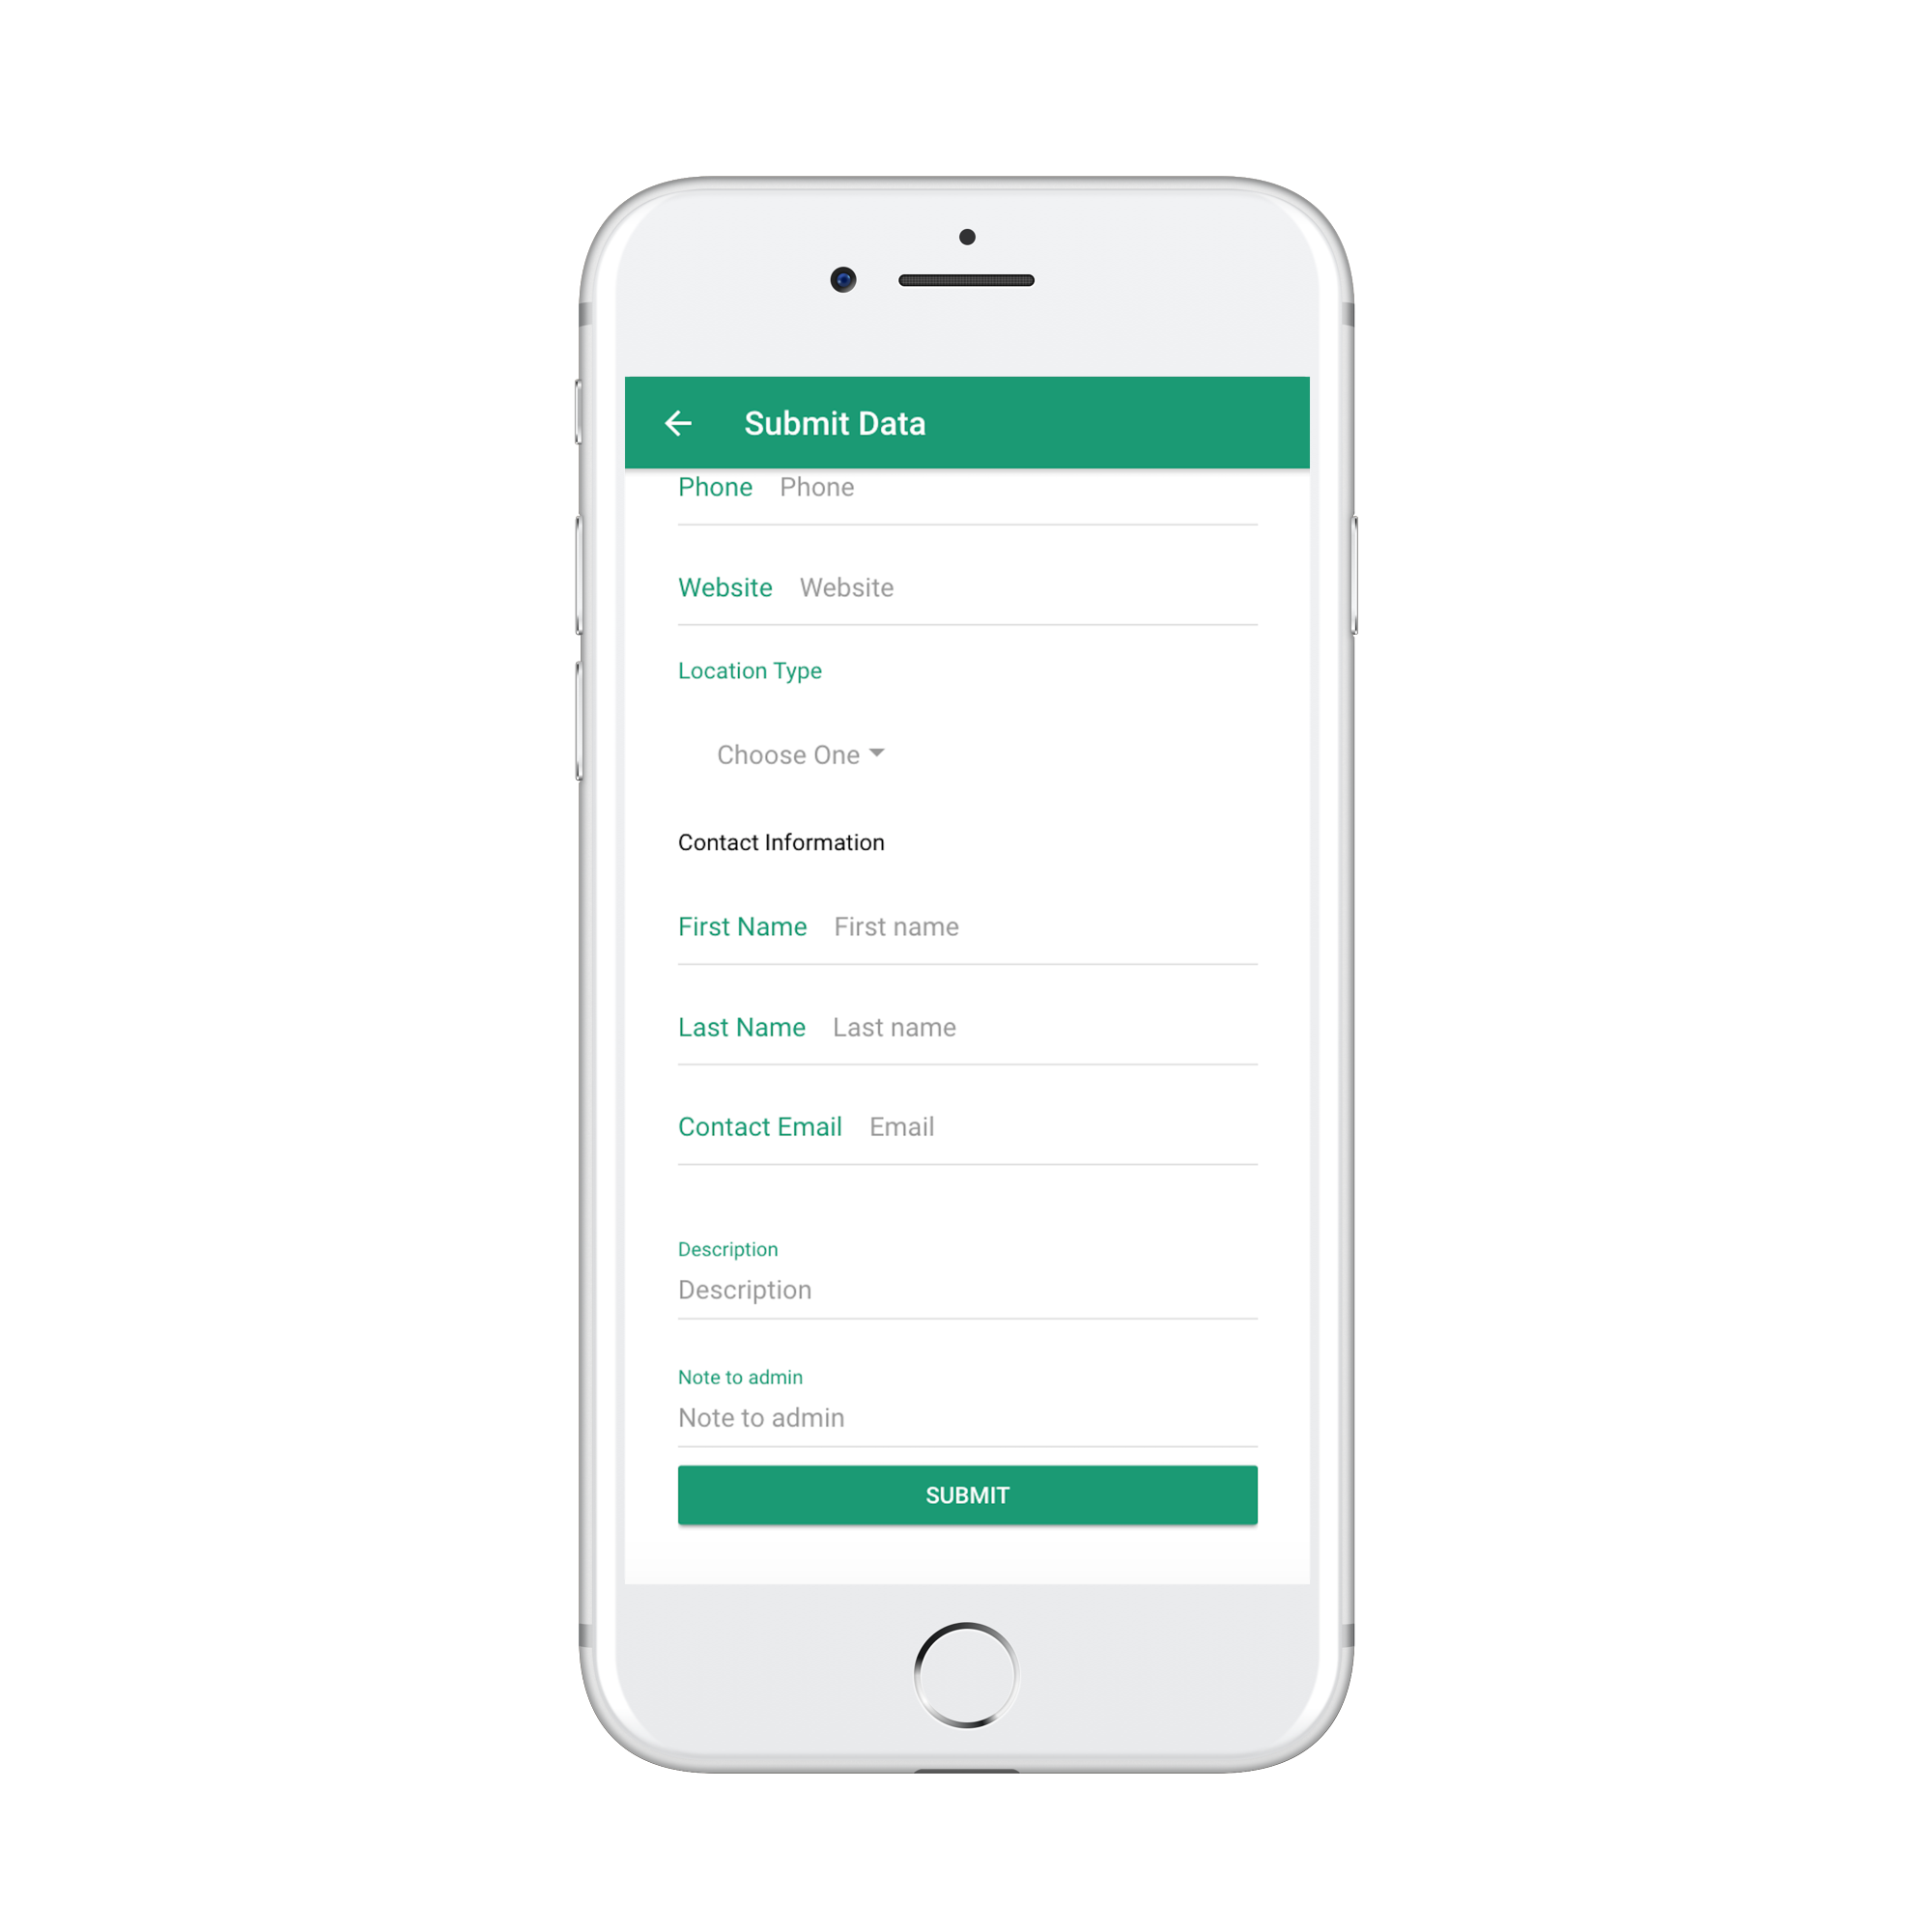 Submit Data
Phone Phone
Website Website
Location Type
Choose One
Contact Information
First Name First name
Last Name Last name
Contact Email Email
Description
Description
Note to admin
Note to admin
SUBMIT